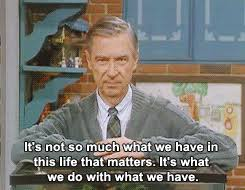 It's not so much what we have in
this life that matters. It's what
we do with what we have.